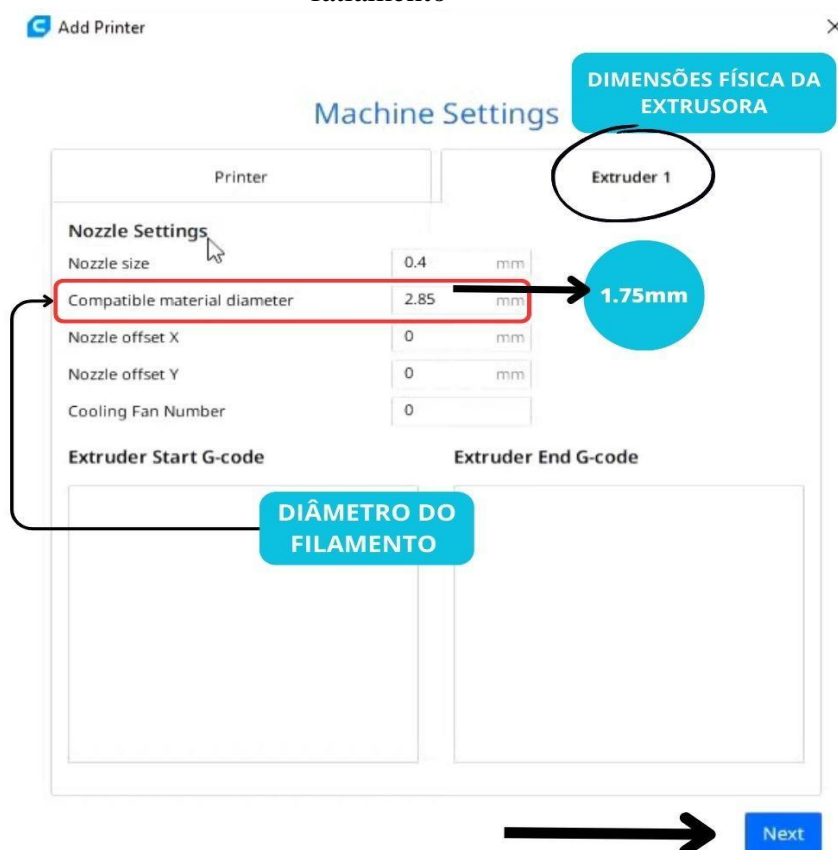 Add Printer
DIMENSÕES FÍSICA DA
EXTRUSORA
Machine Settings
Printer
Extruder 1
Nozzle Settings
Nozzle size 0.4 mm
Compatible material diameter 2.85 mm
1.75mm
Nozzle offset X 0 mm
Nozzle offset Y 0 mm
Cooling Fan Number 0
Extruder Start G-code
Extruder End G-code
DIÂMETRO DO
FILAMENTO
Next